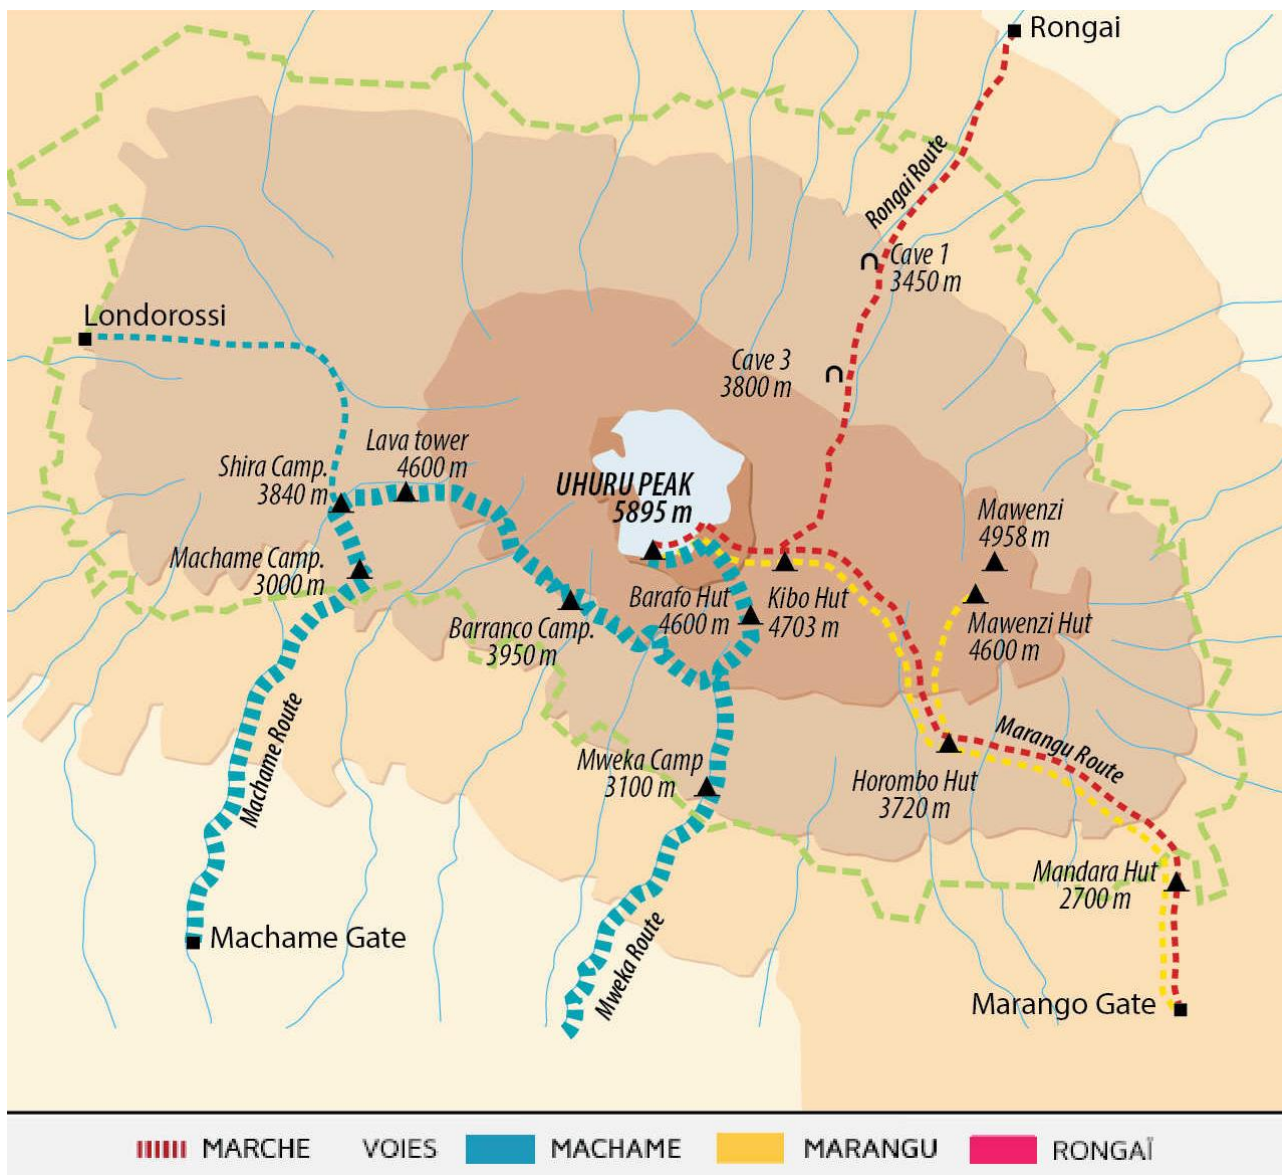 Rongai
Rongai Route
Cave 1
3450 m
Londorossi
Cave 3
3800 m
Lava tower
4600 m
Shira Camp.
3840 m
UHURU PEAK
5895 m
Mawenzi
4958 m
Machame Camp.
3000 m
Barafo Hut
4600 m
Kibo Hut
4703 m
Mawenzi Hut
4600 m
Barranco Camp.
3950 m
Machame Route
Marangu Route
Mweka Camp
3100 m
Horombo Hut
3720 m
Mandara Hut
2700 m
Machame Gate
Mweka Route
Marango Gate
MARCHE VOIES MACHAME MARANGU RONGAÏ